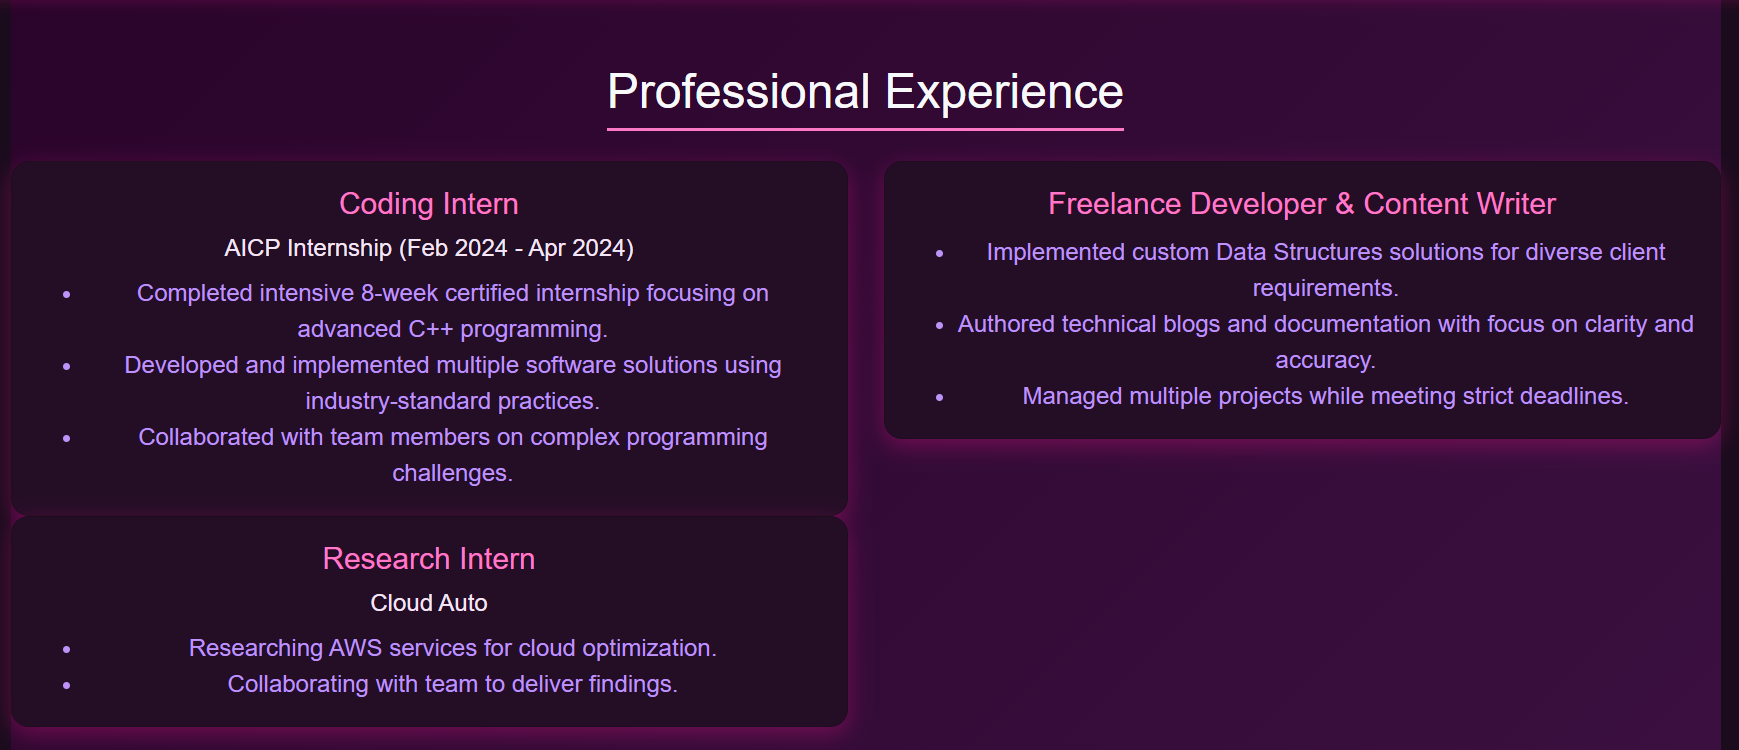 Professional Experience
Coding Intern
AICP Internship (Feb 2024 - Apr 2024)
• Completed intensive 8-week certified internship focusing on
advanced C++ programming.
• Developed and implemented multiple software solutions using
industry-standard practices.
• Collaborated with team members on complex programming
challenges.
Research Intern
Cloud Auto
• Researching AWS services for cloud optimization.
• Collaborating with team to deliver findings.
Freelance Developer & Content Writer
• Implemented custom Data Structures solutions for diverse client
requirements.
• Authored technical blogs and documentation with focus on clarity and
accuracy.
• Managed multiple projects while meeting strict deadlines.